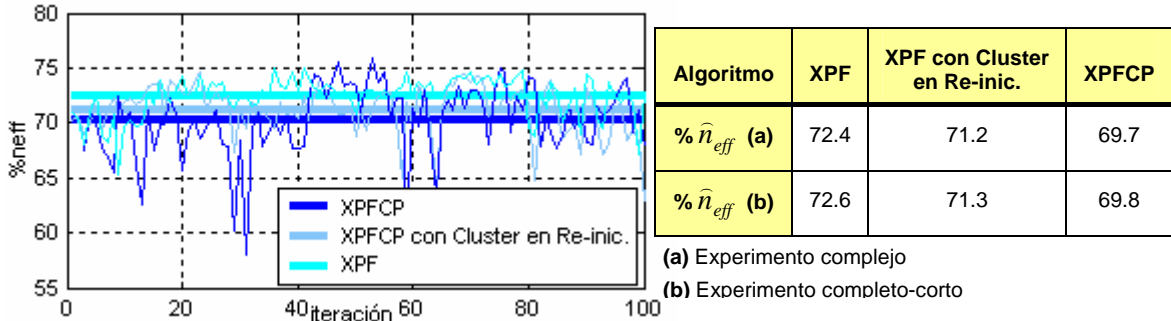 80
75
70
65
60
55
%neff
XPFCP
XPFCP con Cluster en Re-inic.
XPF
0 20 40 60 80 100
iteración
Algoritmo XPF XPF con Cluster en Re-inic. XPFCP
% n̂eff (a) 72.4 71.2 69.7
% n̂eff (b) 72.6 71.3 69.8
(a) Experimento complejo
(b) Experimento completo-corto